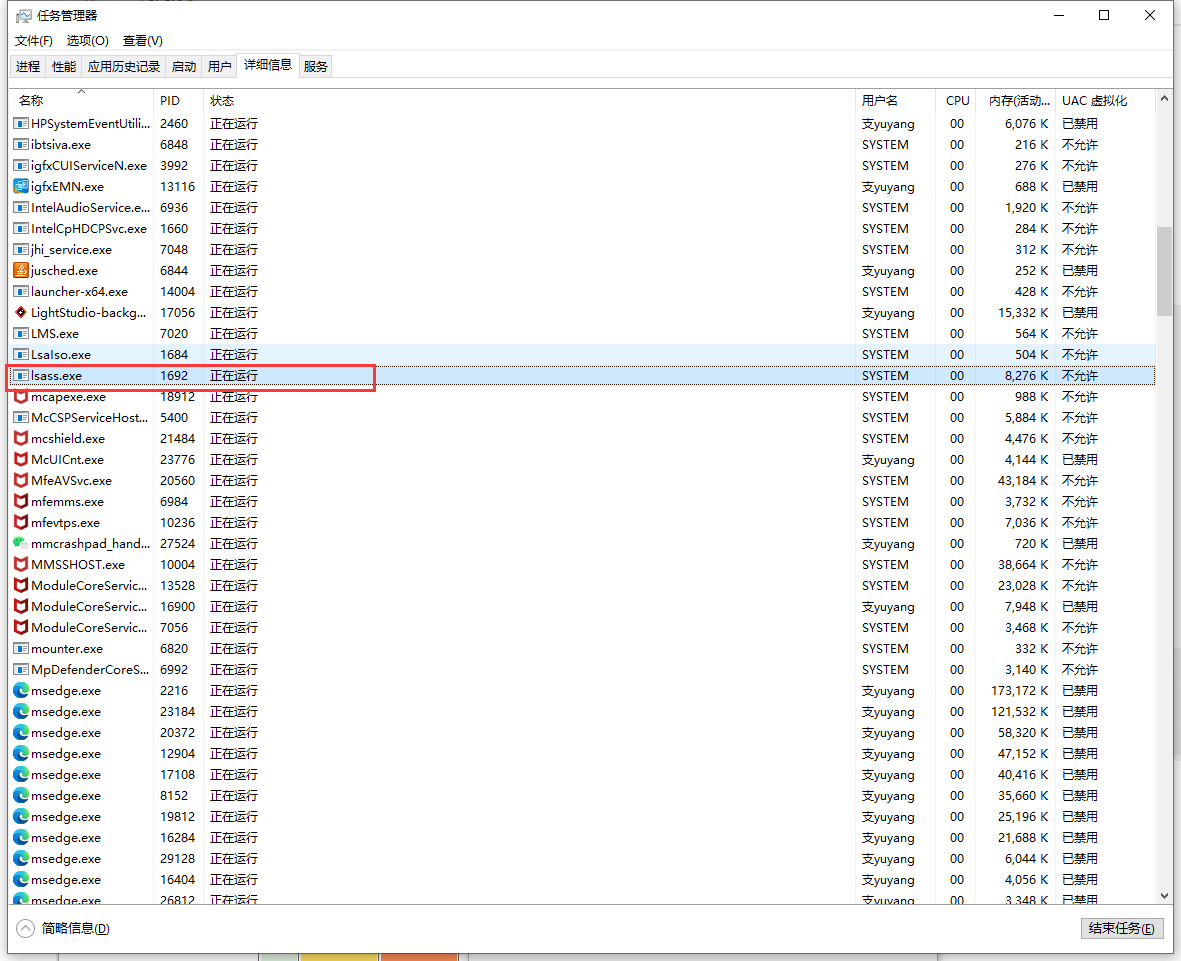 任务管理器
文件(F) 选项(O) 查看(V)
进程 性能 应用历史记录 启动 用户 详细信息 服务
名称 PID 状态 用户名 CPU 内存(活动... UAC 虚拟化
HPSystemEventUtili... 2460 正在运行 支yuyang 00 6,076 K 已禁用
ibtsiva.exe 6848 正在运行 SYSTEM 00 216 K 不允许
igfxCUIServiceN.exe 3992 正在运行 SYSTEM 00 276 K 不允许
igfxEMN.exe 13116 正在运行 支yuyang 00 688 K 已禁用
IntelAudioService.e... 6936 正在运行 SYSTEM 00 1,920 K 不允许
IntelCpHDCPSvc.exe 1660 正在运行 SYSTEM 00 284 K 不允许
jhi_service.exe 7048 正在运行 SYSTEM 00 312 K 不允许
jusched.exe 6844 正在运行 支yuyang 00 252 K 已禁用
launcher-x64.exe 14004 正在运行 SYSTEM 00 428 K 不允许
LightStudio-backg... 17056 正在运行 支yuyang 00 15,332 K 已禁用
LMS.exe 7020 正在运行 SYSTEM 00 564 K 不允许
LsaIso.exe 1684 正在运行 SYSTEM 00 504 K 不允许
lsass.exe 1692 正在运行 SYSTEM 00 8,276 K 不允许
mcapexe.exe 18912 正在运行 SYSTEM 00 988 K 不允许
McCSPServiceHost... 5400 正在运行 SYSTEM 00 5,884 K 不允许
mcshield.exe 21484 正在运行 SYSTEM 00 4,476 K 不允许
McUICnt.exe 23776 正在运行 支yuyang 00 4,144 K 已禁用
MfeAVSvc.exe 20560 正在运行 SYSTEM 00 43,184 K 不允许
mfemms.exe 6984 正在运行 SYSTEM 00 3,732 K 不允许
mfevtps.exe 10236 正在运行 SYSTEM 00 7,036 K 不允许
mmcrashpad_hand... 27524 正在运行 支yuyang 00 720 K 已禁用
MMSSHOST.exe 10004 正在运行 SYSTEM 00 38,664 K 不允许
ModuleCoreServic... 13528 正在运行 SYSTEM 00 23,028 K 不允许
ModuleCoreServic... 16900 正在运行 支yuyang 00 7,948 K 已禁用
ModuleCoreServic... 7056 正在运行 SYSTEM 00 3,468 K 不允许
mounter.exe 6820 正在运行 SYSTEM 00 332 K 不允许
MpDefenderCoreS... 6992 正在运行 SYSTEM 00 3,140 K 不允许
msedge.exe 2216 正在运行 支yuyang 00 173,172 K 已禁用
msedge.exe 23184 正在运行 支yuyang 00 121,532 K 已禁用
msedge.exe 20372 正在运行 支yuyang 00 58,320 K 已禁用
msedge.exe 12904 正在运行 支yuyang 00 47,152 K 已禁用
msedge.exe 17108 正在运行 支yuyang 00 40,416 K 已禁用
msedge.exe 8152 正在运行 支yuyang 00 35,660 K 已禁用
msedge.exe 19812 正在运行 支yuyang 00 25,196 K 已禁用
msedge.exe 16284 正在运行 支yuyang 00 21,688 K 已禁用
msedge.exe 29128 正在运行 支yuyang 00 6,044 K 已禁用
msedge.exe 16404 正在运行 支yuyang 00 4,056 K 已禁用
msedge.exe 26812 正在运行 支yuyang 00 3,348 K 已禁用
简略信息(D) 结束任务(E)